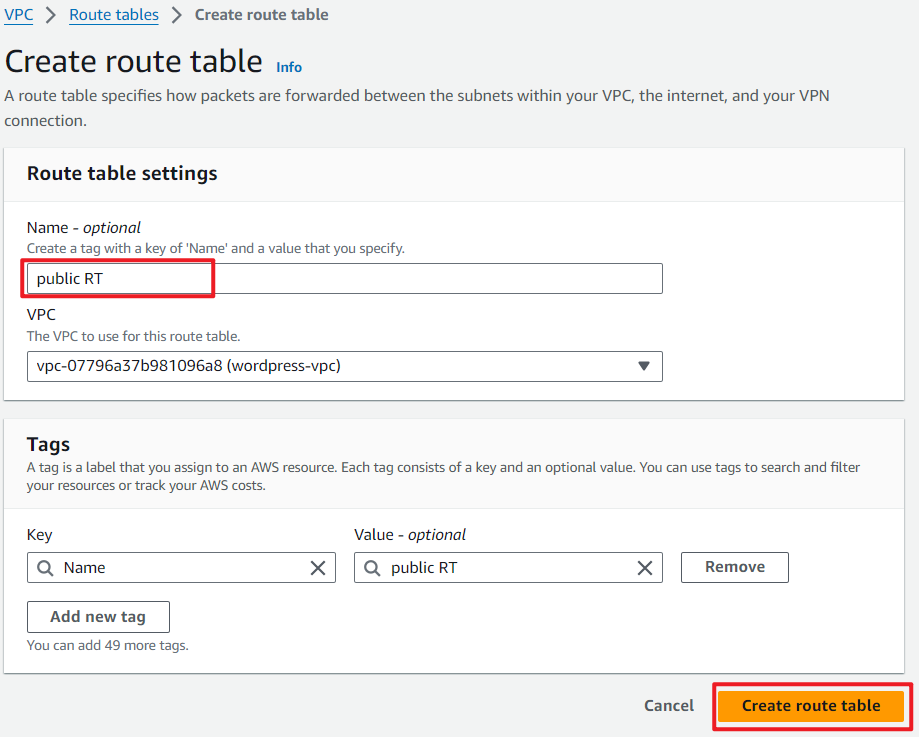 VPC > Route tables > Create route table
Create route table Info
A route table specifies how packets are forwarded between the subnets within your VPC, the internet, and your VPN
connection.
Route table settings
Name - optional
Create a tag with a key of 'Name' and a value that you specify.
public RT
VPC
The VPC to use for this route table.
vpc-07796a37b981096a8 (wordpress-vpc)
Tags
A tag is a label that you assign to an AWS resource. Each tag consists of a key and an optional value. You can use tags to search and filter
your resources or track your AWS costs.
Key Value - optional
Name public RT Remove
Add new tag
You can add 49 more tags.
Cancel Create route table